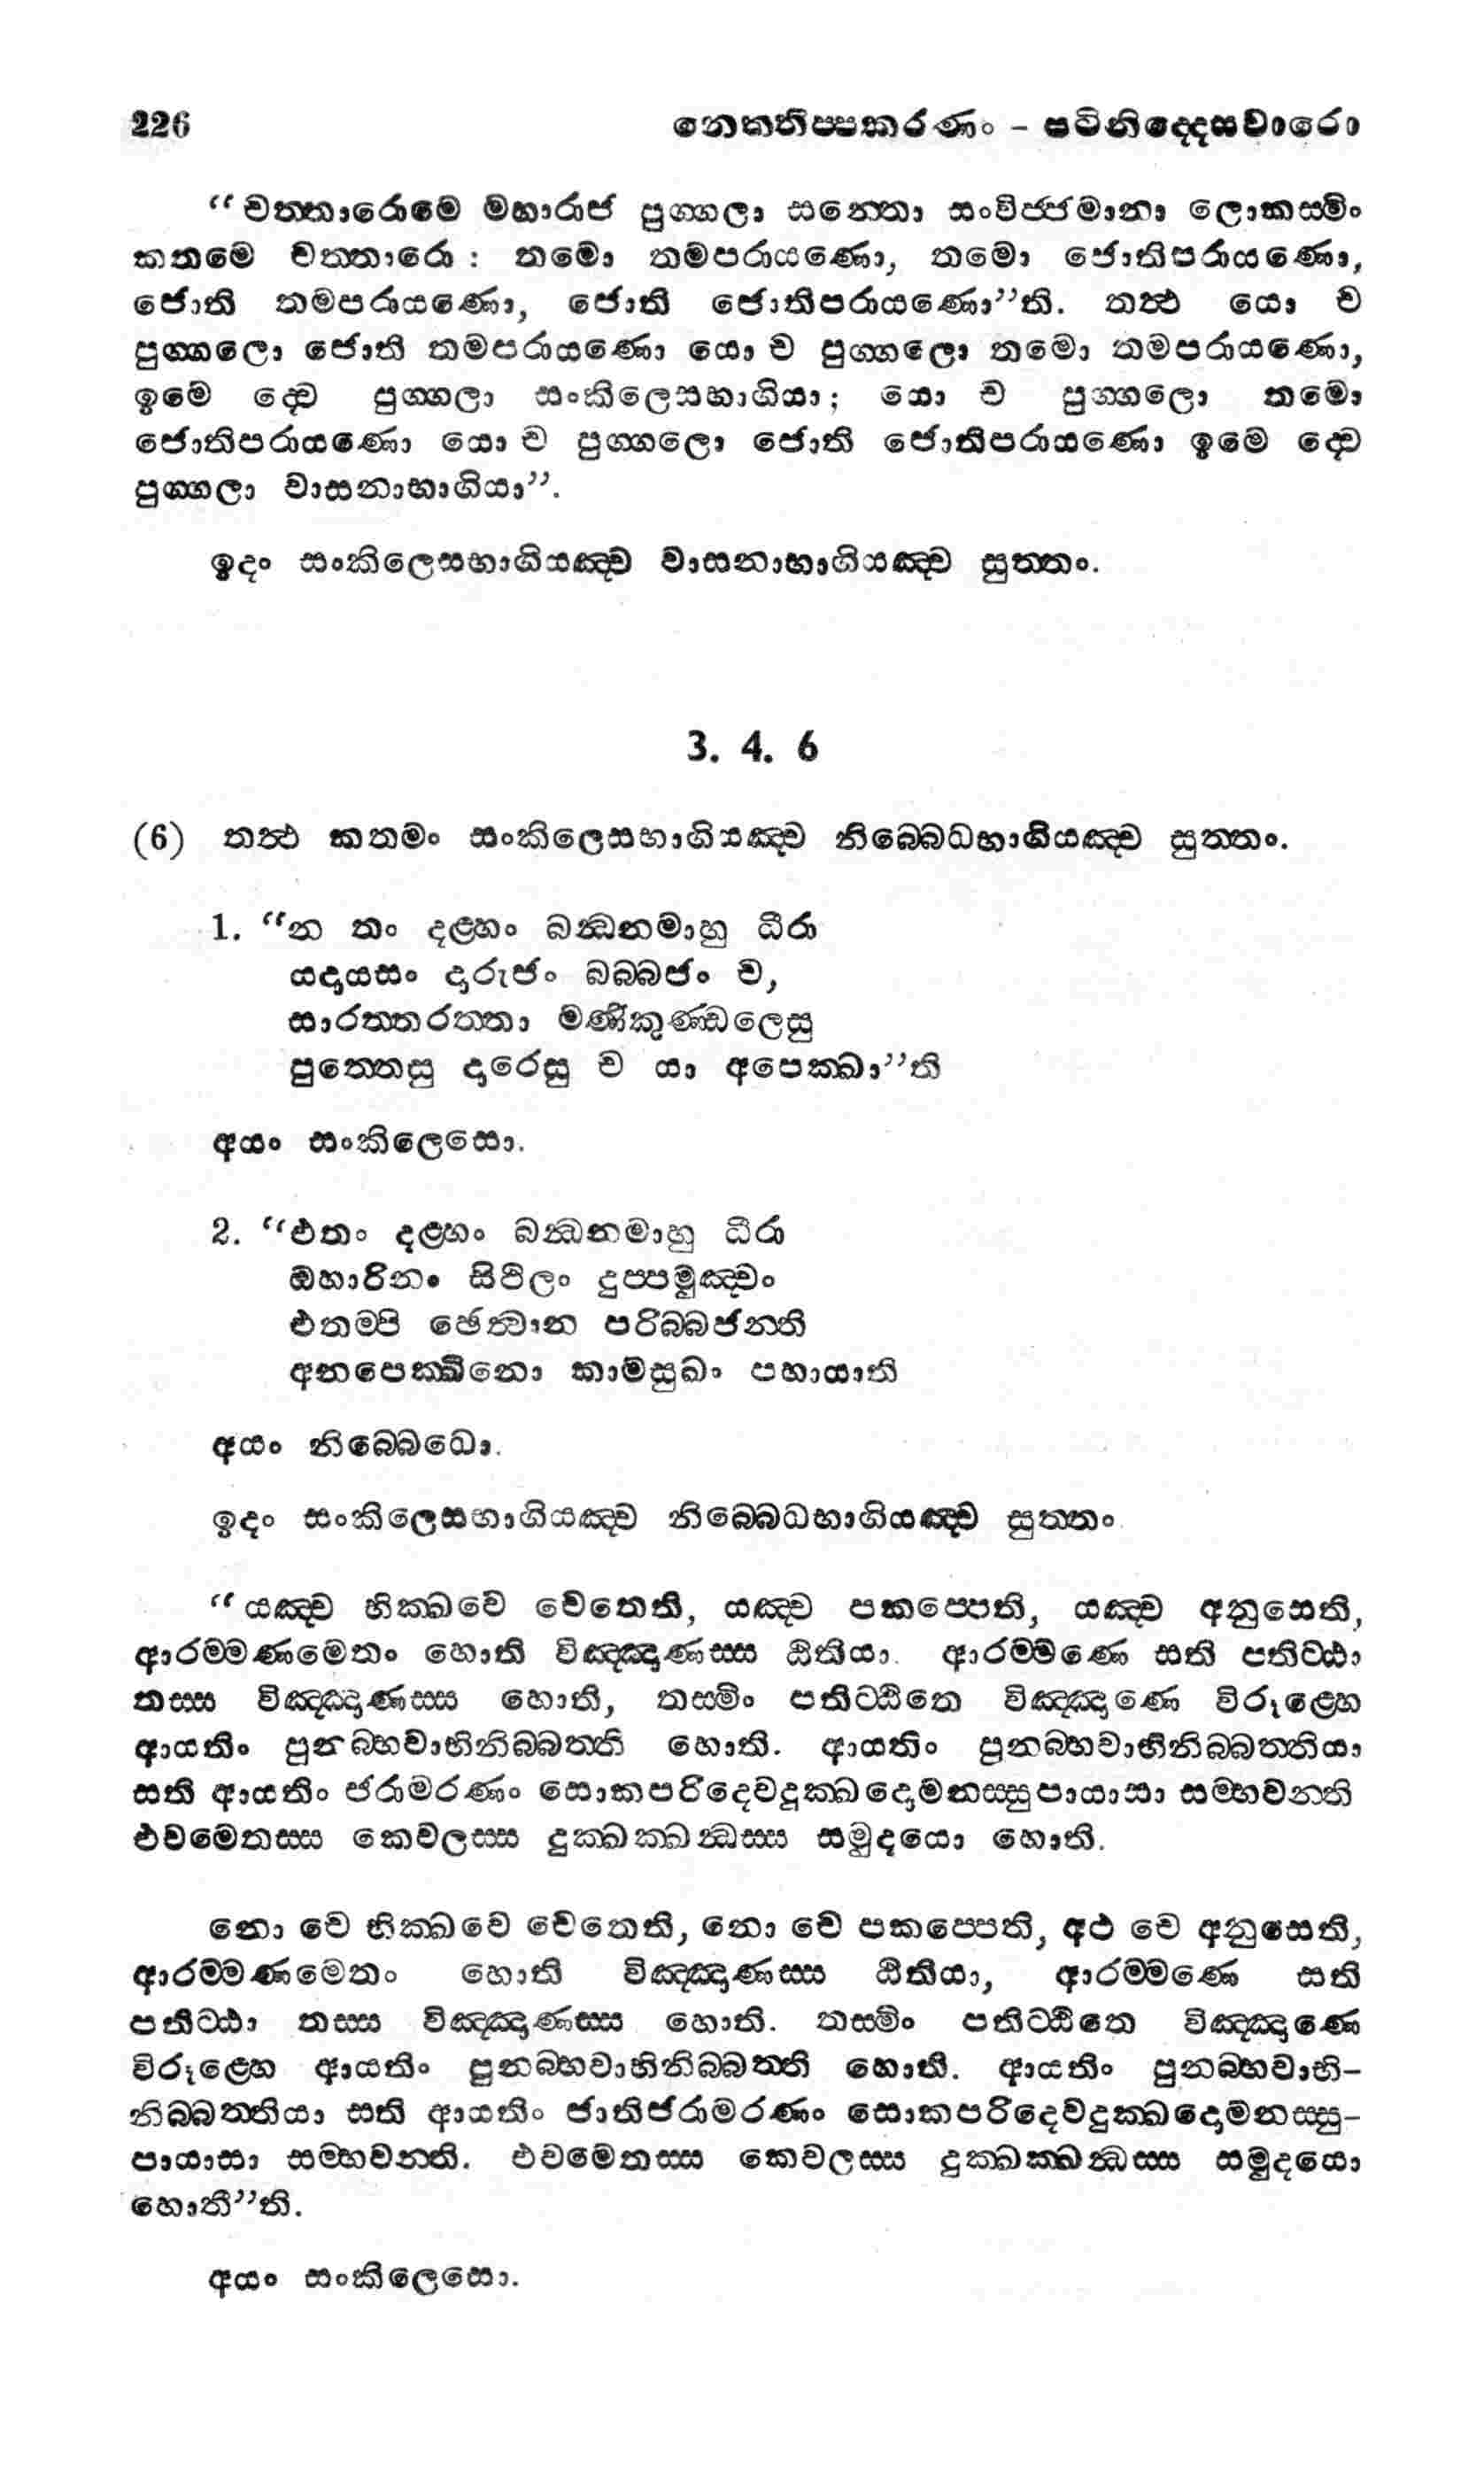 226 නෙත්තිප්පකරණං - පටිනිද්දෙසවාරො
“චත්තාරොමෙ මහාරාජ පුග්ගලා සන්තො සංවිජ්ජමානා ලොකස්මිං
කතමෙ චත්තාරො : තමො තමපරායණො, තමො ජොතිපරායණො,
ජොති තමපරායණො, ජොති ජොතිපරායණො”ති. තත්ථ යො ච
පුග්ගලො ජොති තමපරායණො යො ච පුග්ගලො තමො තමපරායණො,
ඉමෙ ද්වෙ පුග්ගලා සංකිලෙසභාගියා; යො ච පුග්ගලො තමො
ජොතිපරායණො යො ච පුග්ගලො ජොති ජොතිපරායණො ඉමෙ ද්වෙ
පුග්ගලා වාසනාභාගියා”.
ඉදං සංකිලෙසභාගියඤ්ච වාසනාභාගියඤ්ච සුත්තං.
3. 4. 6
(6) තත්ථ කතමං සංකිලෙසභාගියඤ්ච නිබ්බෙධභාගියඤ්ච සුත්තං.
1. “න තං දළ්හං බන්ධනමාහු ධීරා
යදායසං දාරුජං බබ්බජං ච,
සාරත්තරත්තා මණිකුණ්ඩලෙසු
පුත්තෙසු දාරෙසු ච යා අපෙක්ඛා”ති
අයං සංකිලෙසො.
2. “එතං දළ්හං බන්ධනමාහු ධීරා
ඔහාරිනං සිථිලං දුප්පමුඤ්චං
එතම්පි ඡෙත්වාන පරිබ්බජන්ති
අනපෙක්ඛිනො කාමසුඛං පහායාති
අයං නිබ්බෙධො.
ඉදං සංකිලෙසභාගියඤ්ච නිබ්බෙධභාගියඤ්ච සුත්තං.
“යඤ්ච භික්ඛවෙ චෙතෙති, යඤ්ච පකප්පෙති, යඤ්ච අනුසෙති,
ආරම්මණමෙතං හොති විඤ්ඤාණස්ස ඨිතියා. ආරම්මණෙ සති පතිට්ඨා
තස්ස විඤ්ඤාණස්ස හොති, තස්මිං පතිට්ඨිතෙ විඤ්ඤාණෙ විරූළ්හෙ
ආයතිං පුනබ්භවාභිනිබ්බත්ති හොති. ආයතිං පුනබ්භවාභිනිබ්බත්තියා
සති ආයතිං ජරාමරණං සොකපරිදෙවදුක්ඛදොමනස්සුපායාසා සම්භවන්ති
එවමෙතස්ස කෙවලස්ස දුක්ඛක්ඛන්ධස්ස සමුදයො හොති.
නො චෙ භික්ඛවෙ චෙතෙති, නො චෙ පකප්පෙති, අථ චෙ අනුසෙති,
ආරම්මණමෙතං හොති විඤ්ඤාණස්ස ඨිතියා, ආරම්මණෙ සති
පතිට්ඨා තස්ස විඤ්ඤාණස්ස හොති. තස්මිං පතිට්ඨිතෙ විඤ්ඤාණෙ
විරූළ්හෙ ආයතිං පුනබ්භවාභිනිබ්බත්ති හොති. ආයතිං පුනබ්භවාභි-
නිබ්බත්තියා සති ආයතිං ජාතිජරාමරණං සොකපරිදෙවදුක්ඛදොමනස්සු-
පායාසා සම්භවන්ති. එවමෙතස්ස කෙවලස්ස දුක්ඛක්ඛන්ධස්ස සමුදයො
හොතී”ති.
අයං සංකිලෙසො.